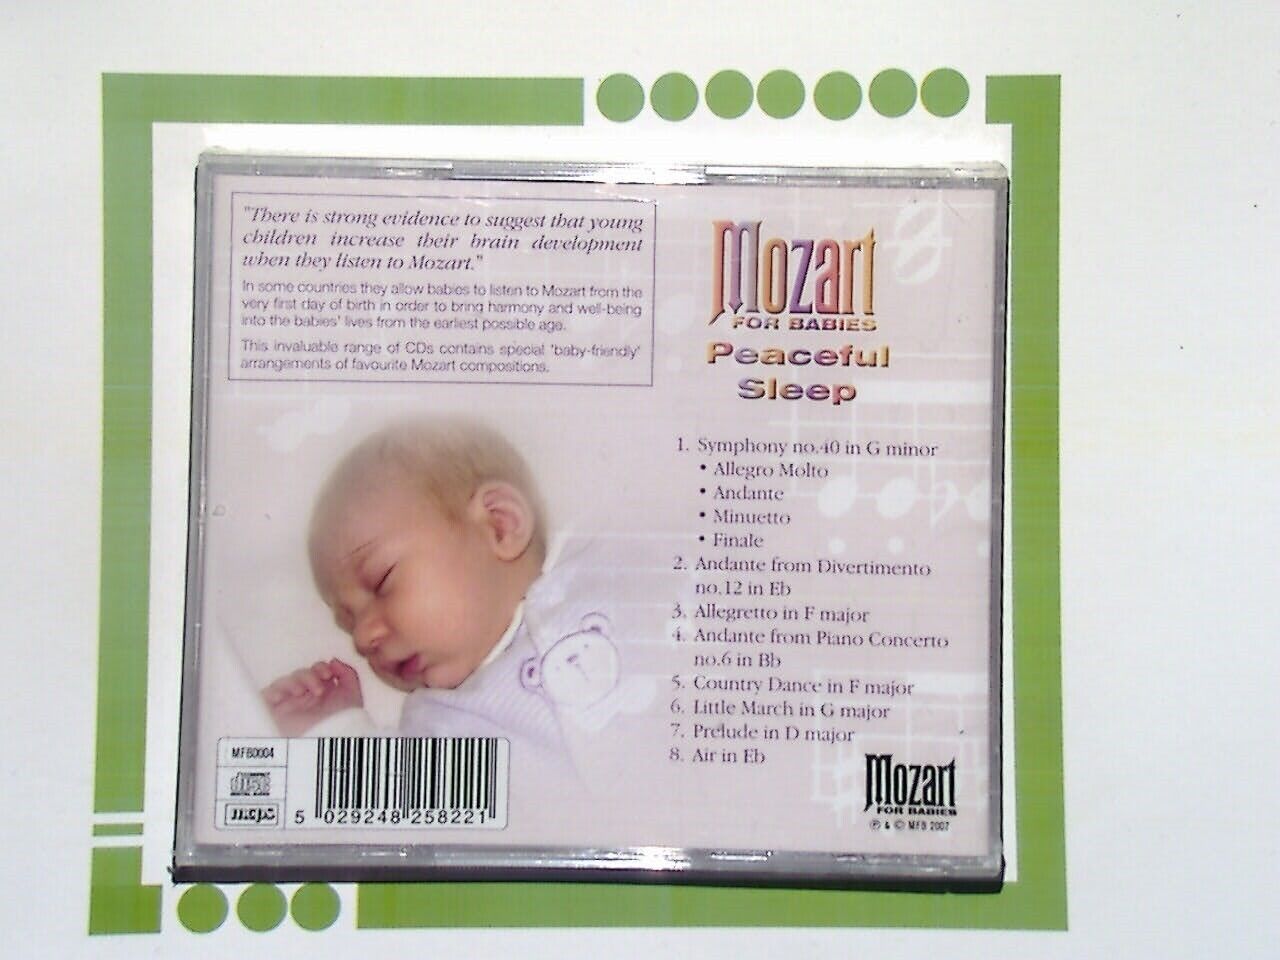 "There is strong evidence to suggest that young
children increase their brain development
when they listen to Mozart."
In some countries they allow babies to listen to Mozart from the
very first day of birth in order to bring harmony and well-being
into the babies' lives from the earliest possible age.
This invaluable range of CDs contains special 'baby-friendly'
arrangements of favourite Mozart compositions.
Mozart
FOR BABIES
Peaceful
Sleep
1. Symphony no.40 in G minor
• Allegro Molto
• Andante
• Minuetto
• Finale
2. Andante from Divertimento
no.12 in Eb
3. Allegretto in F major
4. Andante from Piano Concerto
no.6 in Bb
5. Country Dance in F major
6. Little March in G major
7. Prelude in D major
8. Air in Eb
MFB0004
COMPACT
disc
DIGITAL AUDIO
mcps
5 029248 258221
Mozart
FOR BABIES
℗ & © MFB 2007